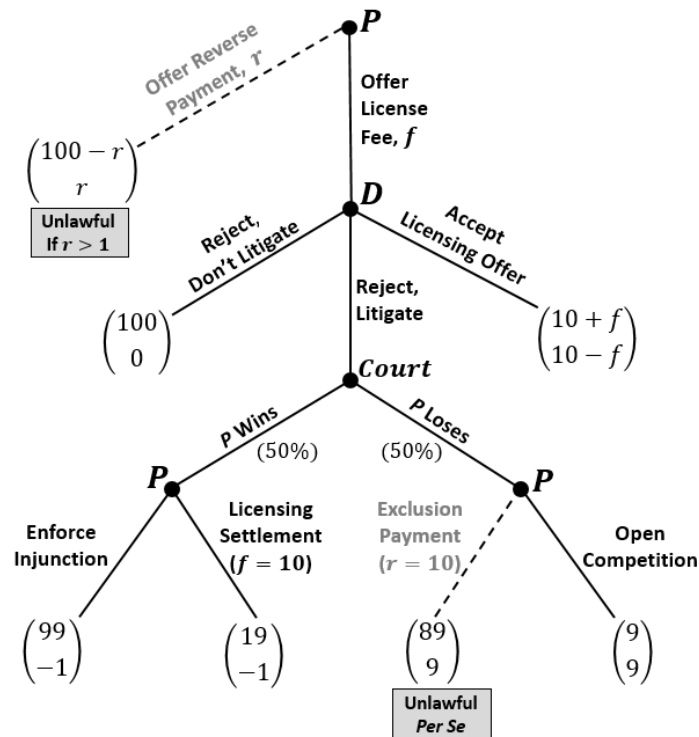 P
Offer Reverse
Payment, r
Offer
License
Fee, f
(100 − r
r)
Unlawful
If r > 1
D
Reject,
Don't Litigate
Accept
Licensing Offer
Reject,
Litigate
(100
0)
(10 + f
10 − f)
Court
P Wins
(50%)
P Loses
(50%)
P
P
Enforce
Injunction
Licensing
Settlement
(f = 10)
Exclusion
Payment
(r = 10)
Open
Competition
(99
−1)
(19
−1)
(89
9)
(9
9)
Unlawful
Per Se